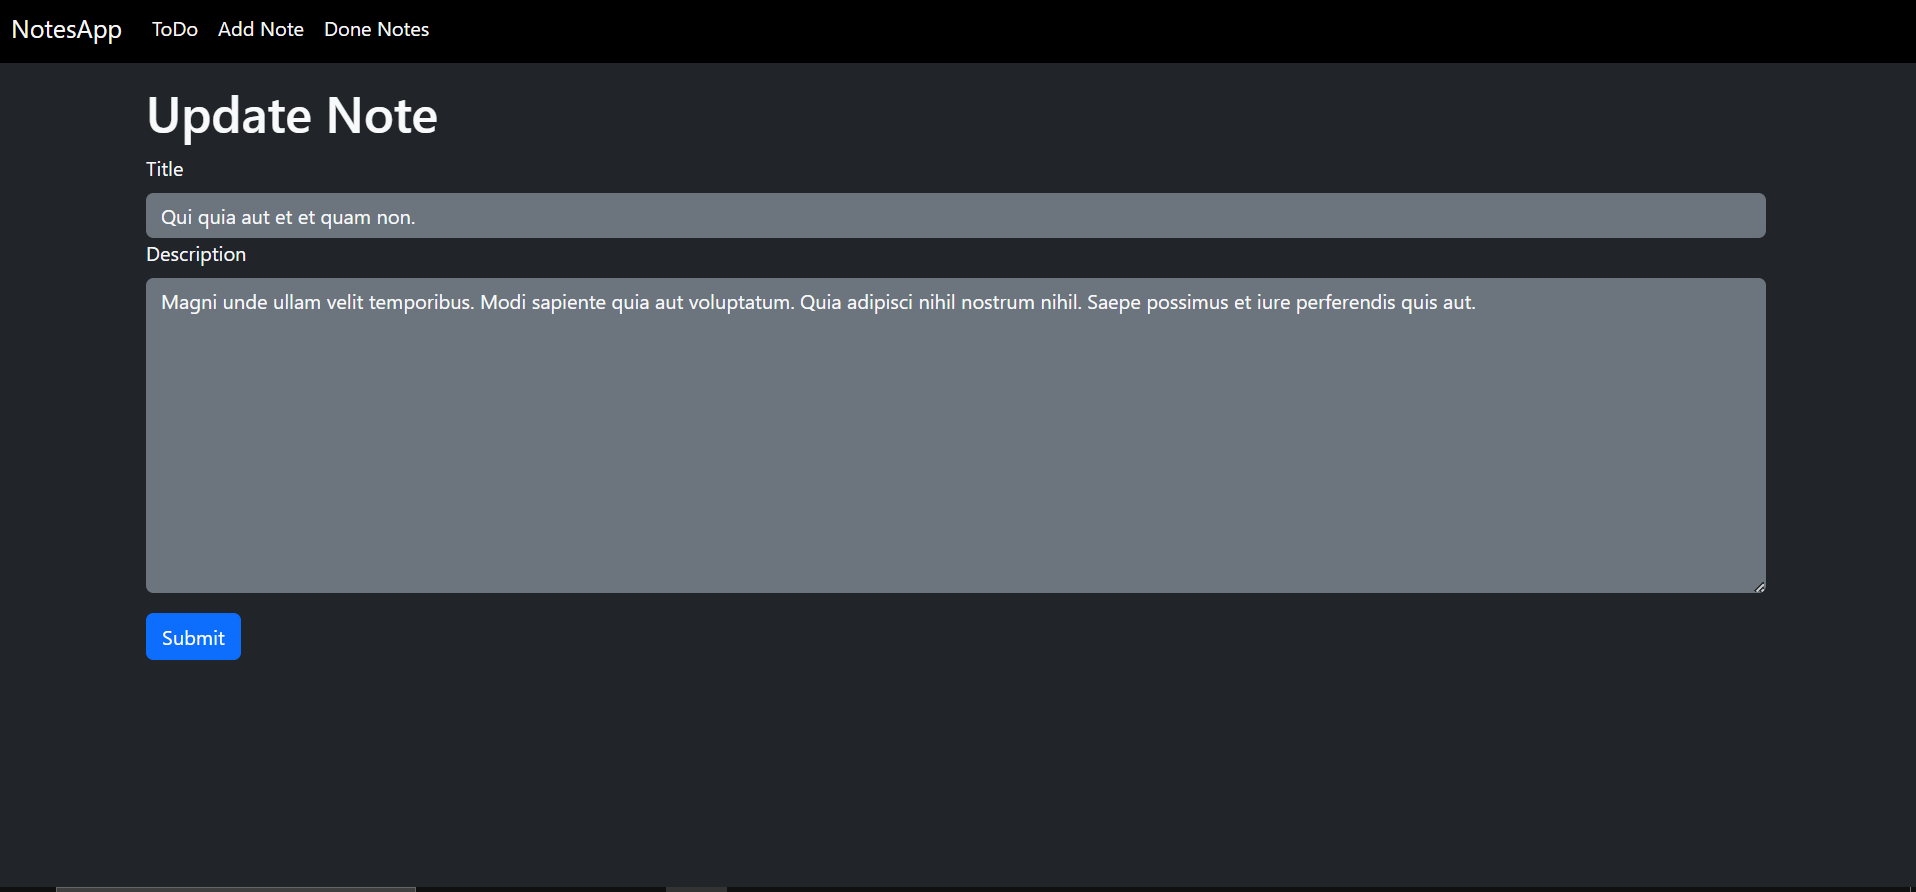 NotesApp ToDo Add Note Done Notes
Update Note
Title
Qui quia aut et et quam non.
Description
Magni unde ullam velit temporibus. Modi sapiente quia aut voluptatum. Quia adipisci nihil nostrum nihil. Saepe possimus et iure perferendis quis aut.
Submit